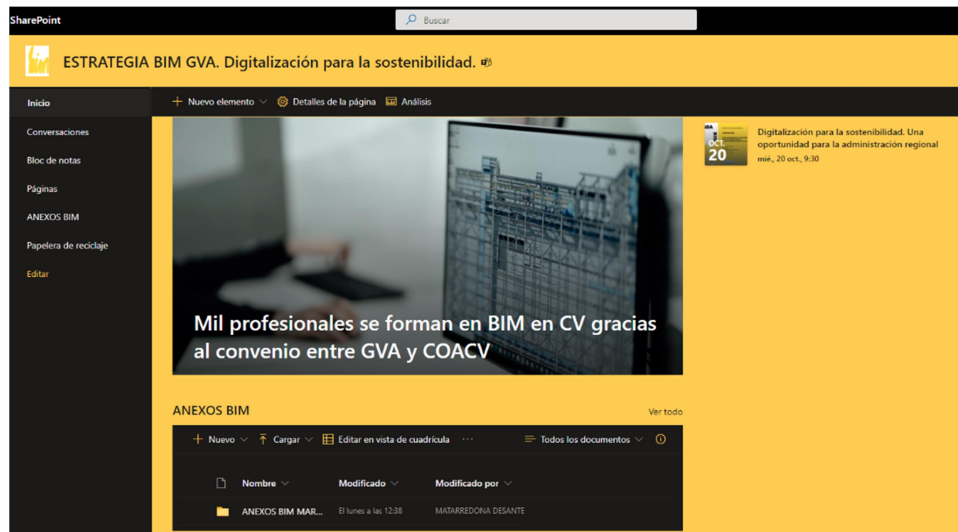 SharePoint
Buscar
ESTRATEGIA BIM GVA. Digitalización para la sostenibilidad.
Inicio
Conversaciones
Bloc de notas
Páginas
ANEXOS BIM
Papelera de reciclaje
Editar
Nuevo elemento
Detalles de la página
Análisis
Mil profesionales se forman en BIM en CV gracias
al convenio entre GVA y COACV
OCT.
20
Digitalización para la sostenibilidad. Una
oportunidad para la administración regional
mié., 20 oct., 9:30
ANEXOS BIM
Ver todo
Nuevo
Cargar
Editar en vista de cuadrícula
Todos los documentos
Nombre
Modificado
Modificado por
ANEXOS BIM MAR...
El lunes a las 12:38
MATARREDONA DESANTE